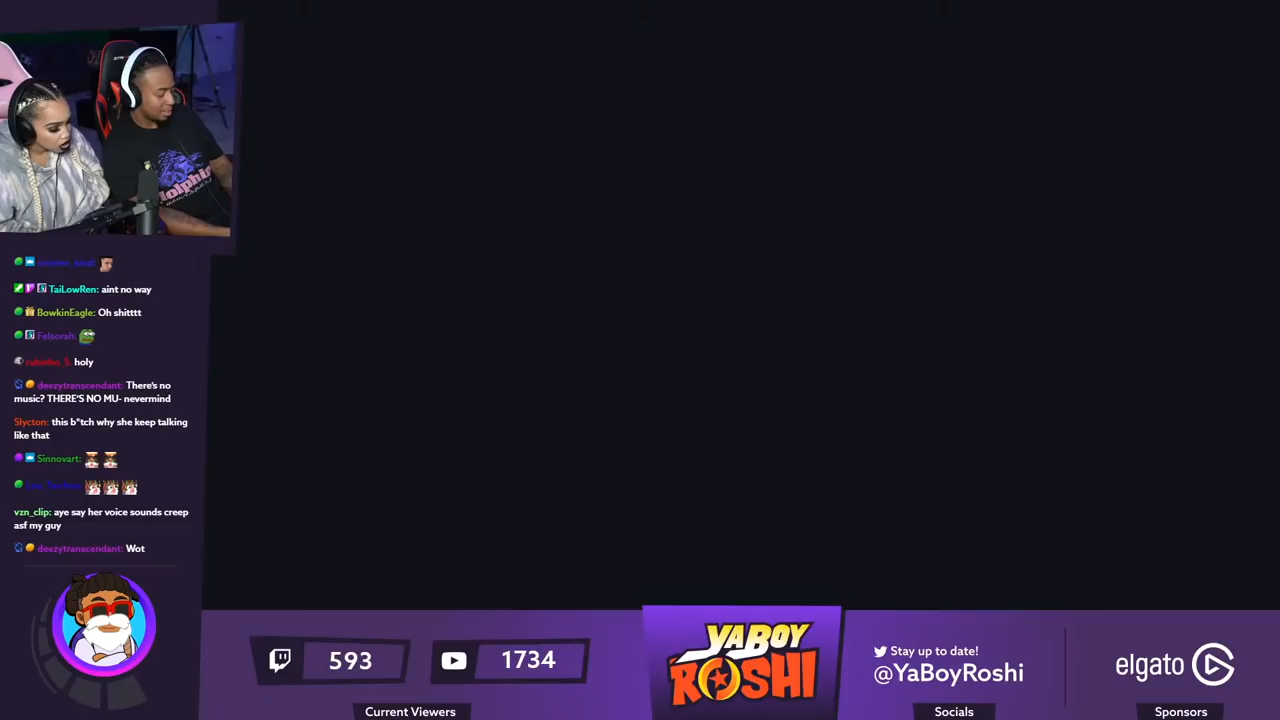 TaiLowRen: aint no way
BowkinEagle: Oh shitttt
Felsorah:
rubinho_5 holy
deezytranscendant: There's no
music? THERE'S NO MU- nevermind
Slycton: this b*tch why she keep talking
like that
Sinnovart:
vzn_clip: aye say her voice sounds creep
asf my guy
deezytranscendant: Wot
593
1734
Current Viewers
YABOY
ROSHI
Stay up to date!
@YaBoyRoshi
Socials
elgato
Sponsors